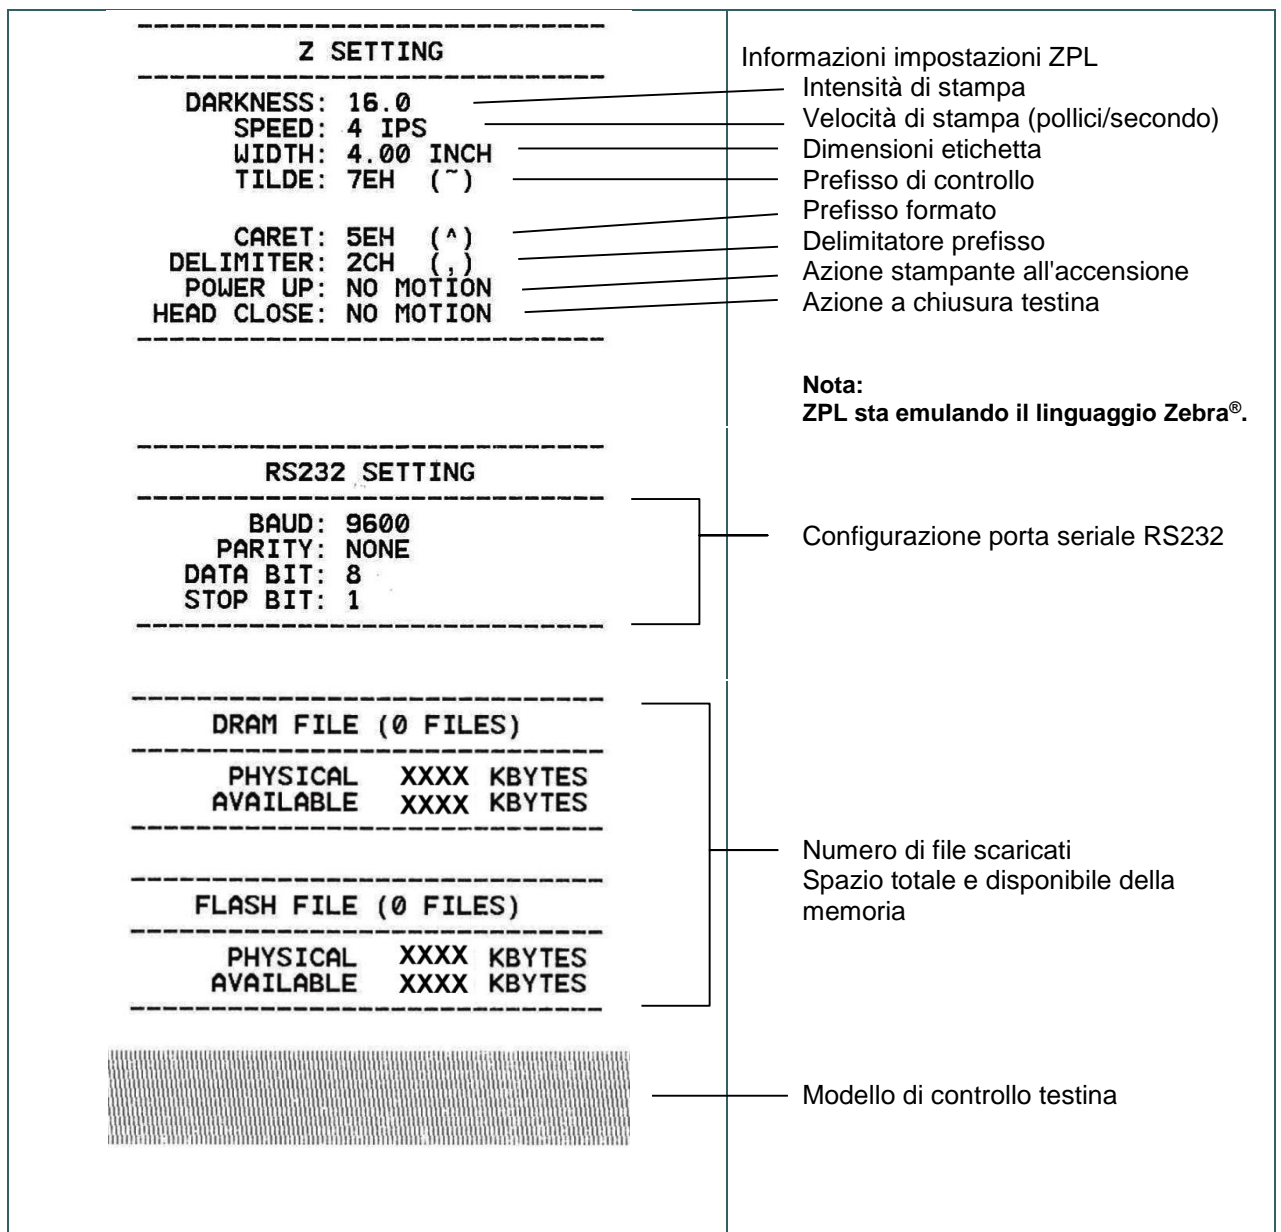 Z SETTING
DARKNESS: 16.0
SPEED: 4 IPS
WIDTH: 4.00 INCH
TILDE: 7EH (~)
CARET: 5EH (^)
DELIMITER: 2CH (,)
POWER UP: NO MOTION
HEAD CLOSE: NO MOTION
Informazioni impostazioni ZPL
Intensità di stampa
Velocità di stampa (pollici/secondo)
Dimensioni etichetta
Prefisso di controllo
Prefisso formato
Delimitatore prefisso
Azione stampante all'accensione
Azione a chiusura testina
Nota:
ZPL sta emulando il linguaggio Zebra®.
RS232 SETTING
BAUD: 9600
PARITY: NONE
DATA BIT: 8
STOP BIT: 1
Configurazione porta seriale RS232
DRAM FILE (0 FILES)
PHYSICAL XXXX KBYTES
AVAILABLE XXXX KBYTES
FLASH FILE (0 FILES)
PHYSICAL XXXX KBYTES
AVAILABLE XXXX KBYTES
Numero di file scaricati
Spazio totale e disponibile della
memoria
Modello di controllo testina